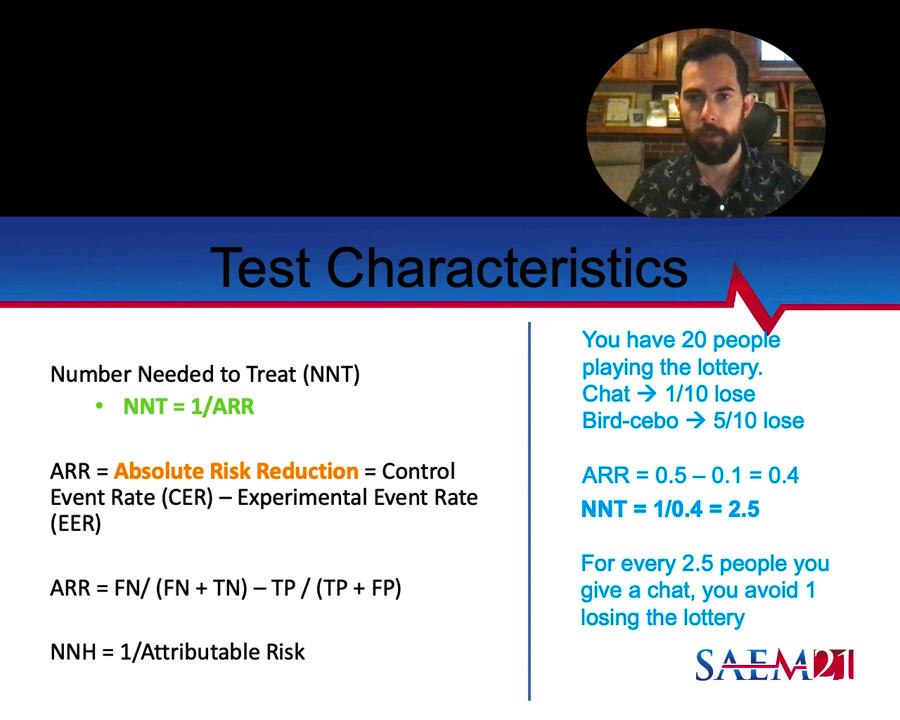 Test Characteristics
Number Needed to Treat (NNT)
• NNT = 1/ARR
ARR = Absolute Risk Reduction = Control
Event Rate (CER) – Experimental Event Rate
(EER)
ARR = FN/ (FN + TN) – TP / (TP + FP)
NNH = 1/Attributable Risk
You have 20 people
playing the lottery.
Chat → 1/10 lose
Bird-cebo → 5/10 lose
ARR = 0.5 – 0.1 = 0.4
NNT = 1/0.4 = 2.5
For every 2.5 people you
give a chat, you avoid 1
losing the lottery
SAEM21